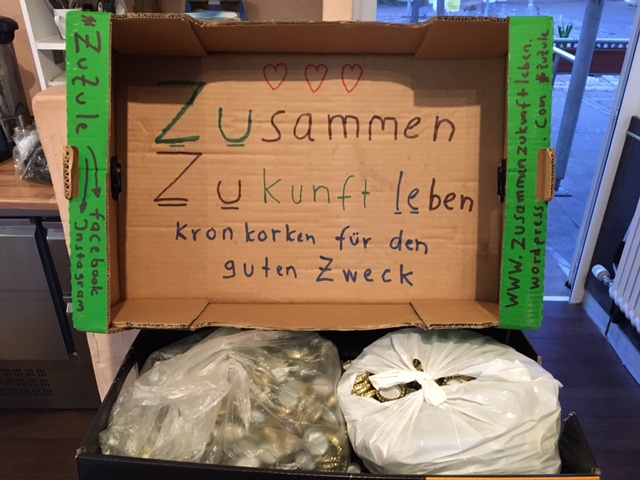 #ZuZule
facebook
Instagram
Zusammen
Zukunft leben
Kronkorken für den
guten Zweck
www.zusammenzukunftleben.
wordpress.com #zuzule